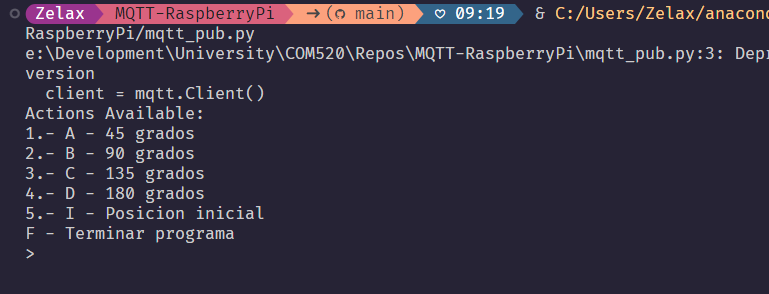 Zelax MQTT-RaspberryPi →( main) ♡ 09:19 & C:/Users/Zelax/anacond
RaspberryPi/mqtt_pub.py
e:\Development\University\COM520\Repos\MQTT-RaspberryPi\mqtt_pub.py:3: Depr
version
  client = mqtt.Client()
Actions Available:
1.- A - 45 grados
2.- B - 90 grados
3.- C - 135 grados
4.- D - 180 grados
5.- I - Posicion inicial
F - Terminar programa
>